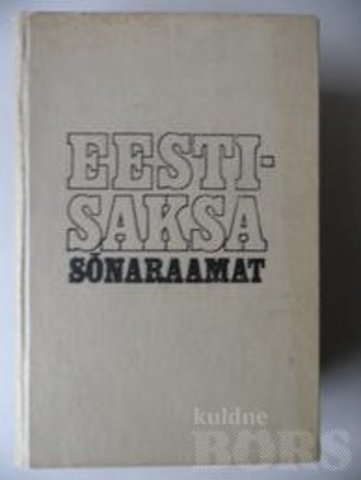 EESTI-
SAKSA
SÕNARAAMAT
kuldne
BÖRS